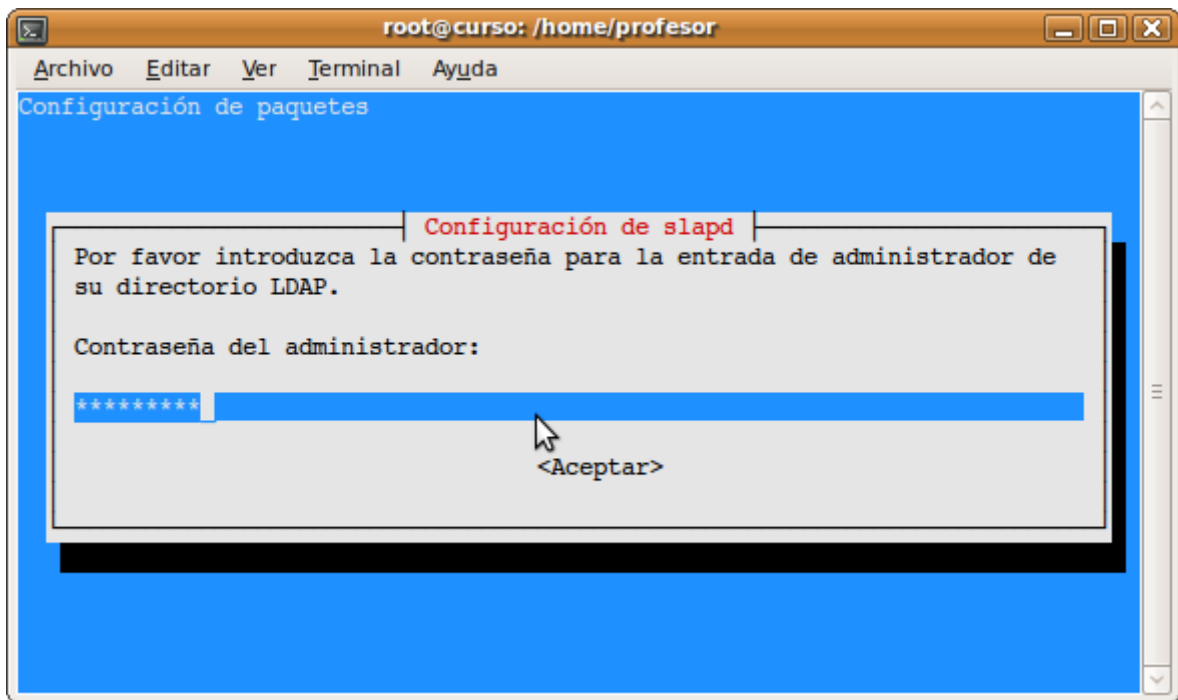 root@curso: /home/profesor
Archivo Editar Ver Terminal Ayuda
Configuración de paquetes
Configuración de slapd
Por favor introduzca la contraseña para la entrada de administrador de
su directorio LDAP.
Contraseña del administrador:
*********
<Aceptar>